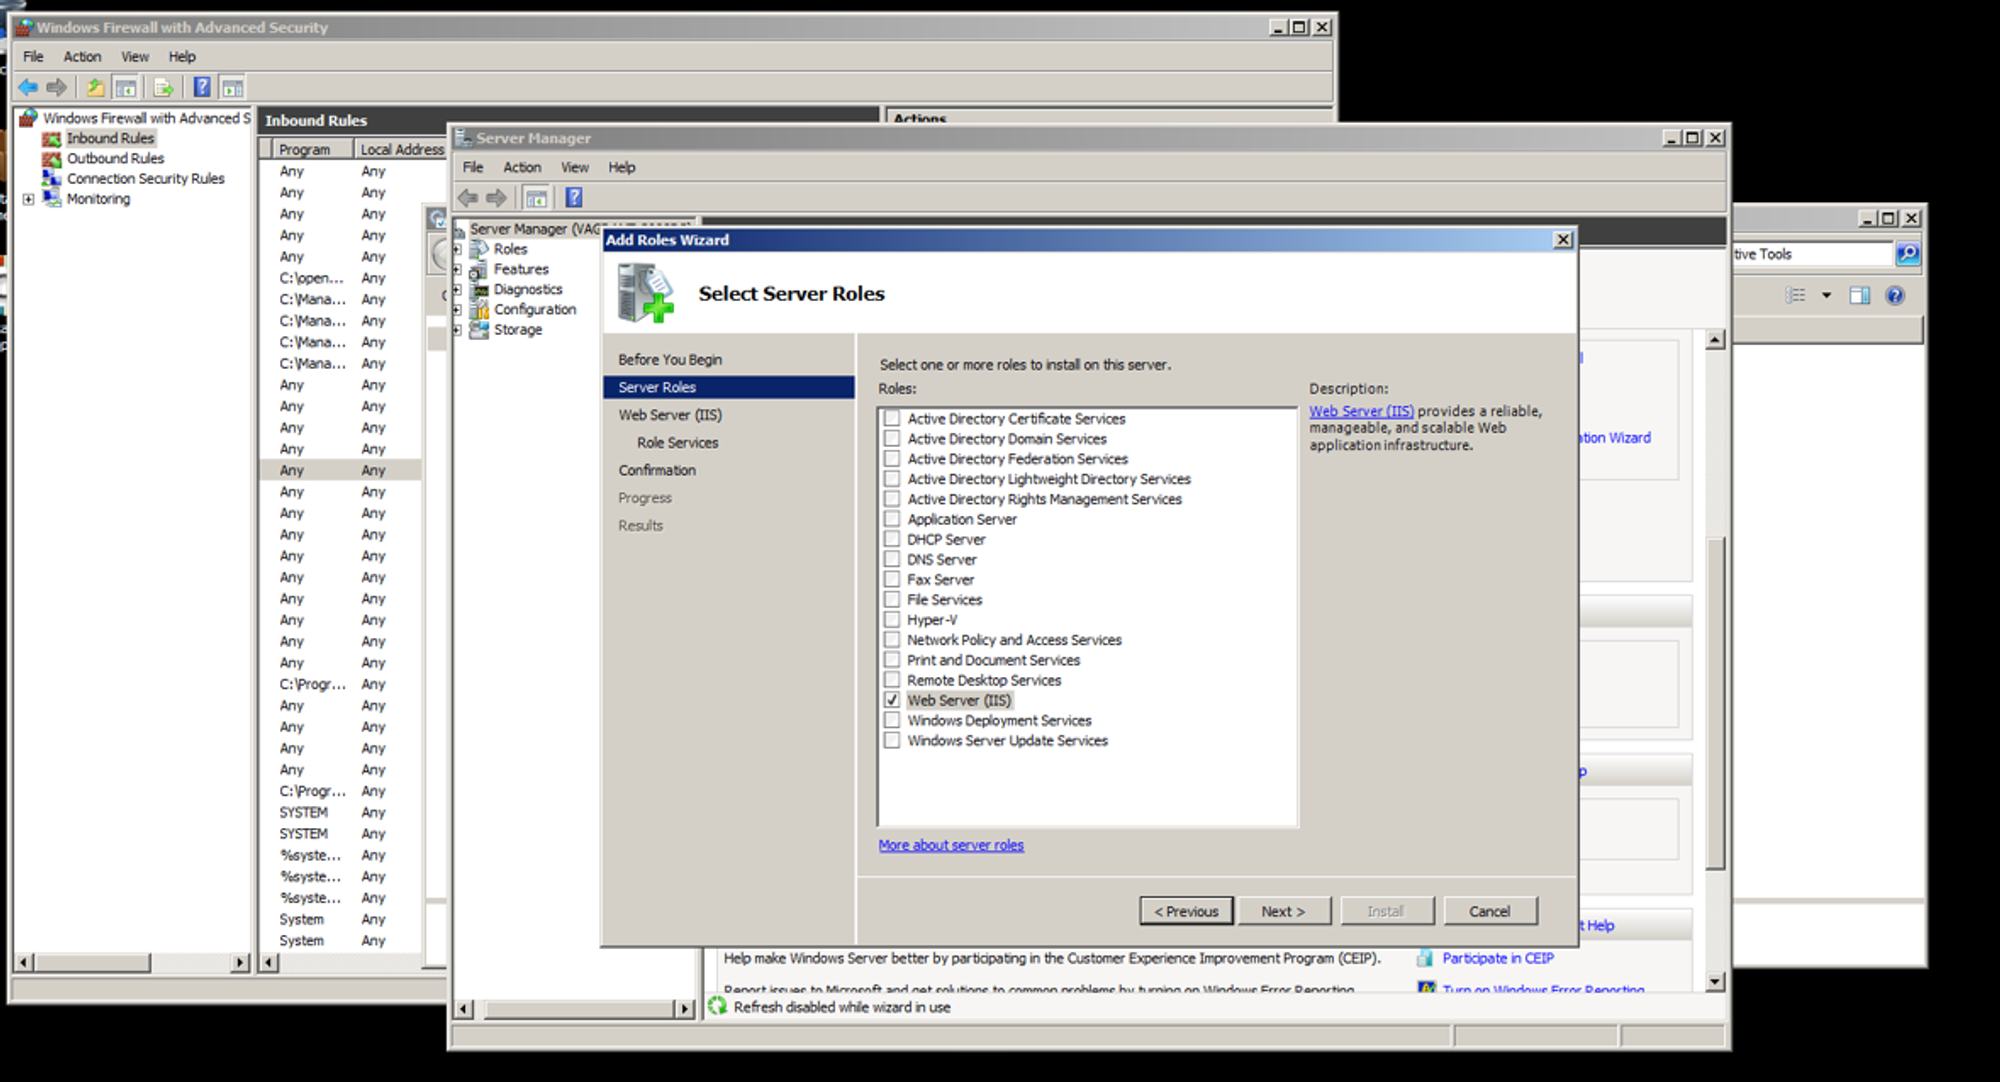 Windows Firewall with Advanced Security
File Action View Help
Windows Firewall with Advanced S
Inbound Rules
Outbound Rules
Connection Security Rules
Monitoring
Inbound Rules
Program Local Address
Any Any
Any Any
Any Any
Any Any
Any Any
C:\open... Any
C:\Mana... Any
C:\Mana... Any
C:\Mana... Any
C:\Mana... Any
Any Any
Any Any
Any Any
Any Any
Any Any
Any Any
Any Any
Any Any
Any Any
Any Any
Any Any
Any Any
Any Any
Any Any
C:\Progr... Any
Any Any
Any Any
Any Any
Any Any
C:\Progr... Any
SYSTEM Any
SYSTEM Any
%syste... Any
%syste... Any
%syste... Any
System Any
System Any
Actions
Server Manager
File Action View Help
Server Manager (VAG
Roles
Features
Diagnostics
Configuration
Storage
Add Roles Wizard
Select Server Roles
Before You Begin
Server Roles
Web Server (IIS)
Role Services
Confirmation
Progress
Results
Select one or more roles to install on this server.
Roles:
Active Directory Certificate Services
Active Directory Domain Services
Active Directory Federation Services
Active Directory Lightweight Directory Services
Active Directory Rights Management Services
Application Server
DHCP Server
DNS Server
Fax Server
File Services
Hyper-V
Network Policy and Access Services
Print and Document Services
Remote Desktop Services
Web Server (IIS)
Windows Deployment Services
Windows Server Update Services
More about server roles
Description:
Web Server (IIS) provides a reliable,
manageable, and scalable Web
application infrastructure.
< Previous Next > Install Cancel
ation Wizard
p
t Help
Help make Windows Server better by participating in the Customer Experience Improvement Program (CEIP).
Participate in CEIP
Report issues to Microsoft and get solutions to common problems by turning on Windows Error Reporting.
Turn on Windows Error Reporting
Refresh disabled while wizard in use
tive Tools